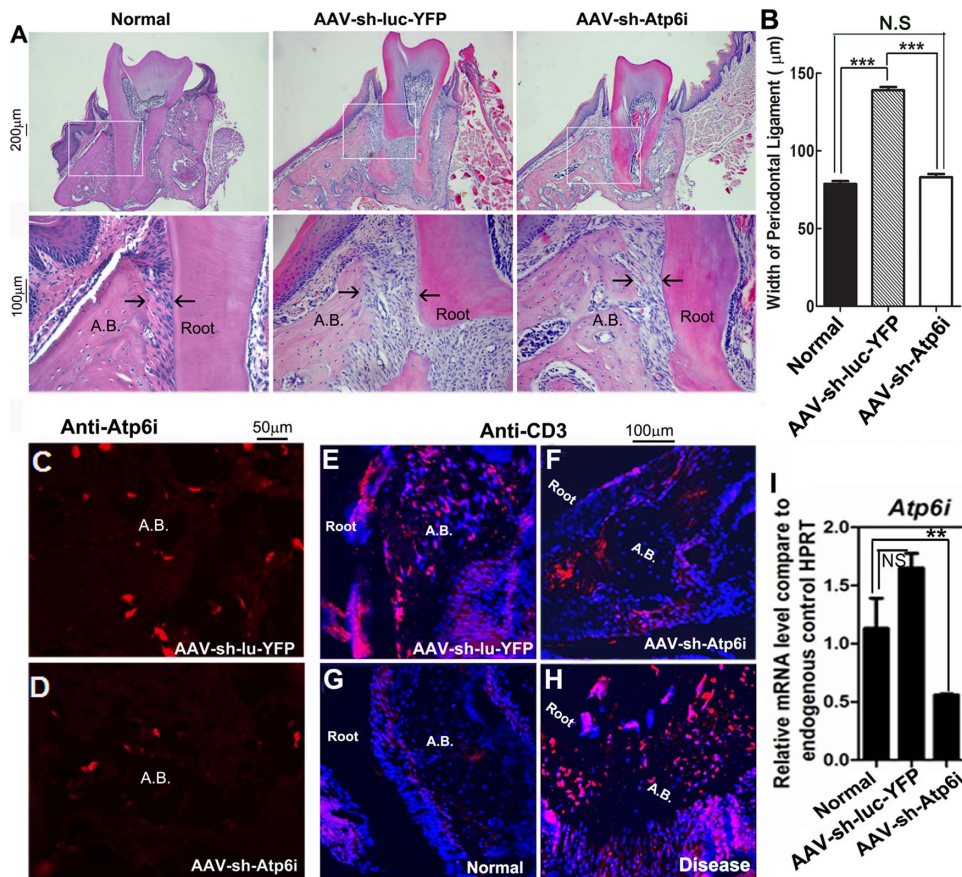 A
Normal
AAV-sh-luc-YFP
AAV-sh-Atp6i
200μm
100μm
A.B.
Root
A.B.
Root
A.B.
Root
B
N.S
***
***
Width of Periodontal Ligament ( μm)
150
100
50
0
Normal
AAV-sh-luc-YFP
AAV-sh-Atp6i
Anti-Atp6i
50μm
Anti-CD3
100μm
C
A.B.
AAV-sh-lu-YFP
D
A.B.
AAV-sh-Atp6i
E
Root
A.B.
AAV-sh-lu-YFP
F
Root
A.B.
AAV-sh-Atp6i
G
Root
A.B.
Normal
H
Root
A.B.
Disease
I
Atp6i
**
NS
Relative mRNA level compare to
endogenous control HPRT
2.0
1.5
1.0
0.5
0.0
Normal
AAV-sh-luc-YFP
AAV-sh-Atp6i